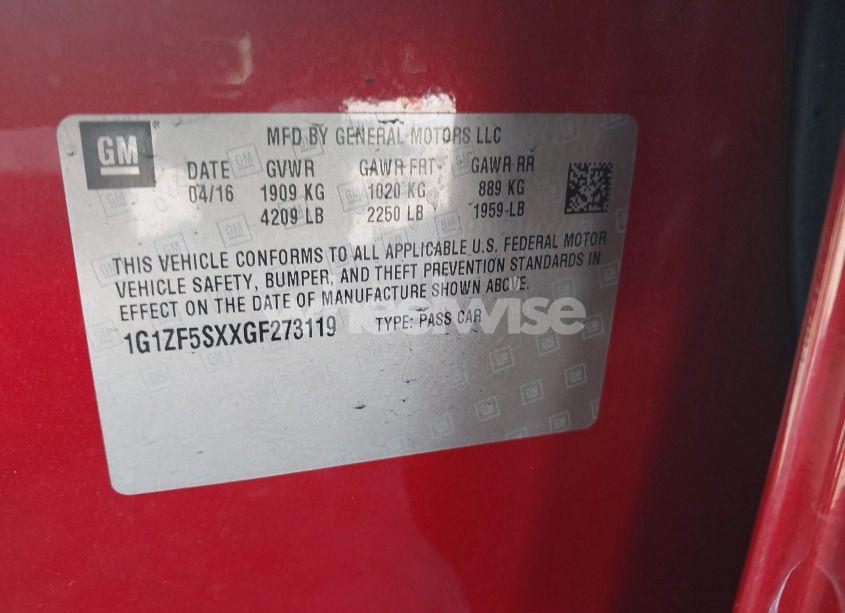 GM
MFD BY GENERAL MOTORS LLC
DATE GVWR GAWR FRT GAWR RR
04/16 1909 KG 1020 KG 889 KG
4209 LB 2250 LB 1959 LB
THIS VEHICLE CONFORMS TO ALL APPLICABLE U.S. FEDERAL MOTOR
VEHICLE SAFETY, BUMPER, AND THEFT PREVENTION STANDARDS IN
EFFECT ON THE DATE OF MANUFACTURE SHOWN ABOVE.
1G1ZF5SXXGF273119 TYPE: PASS CAR